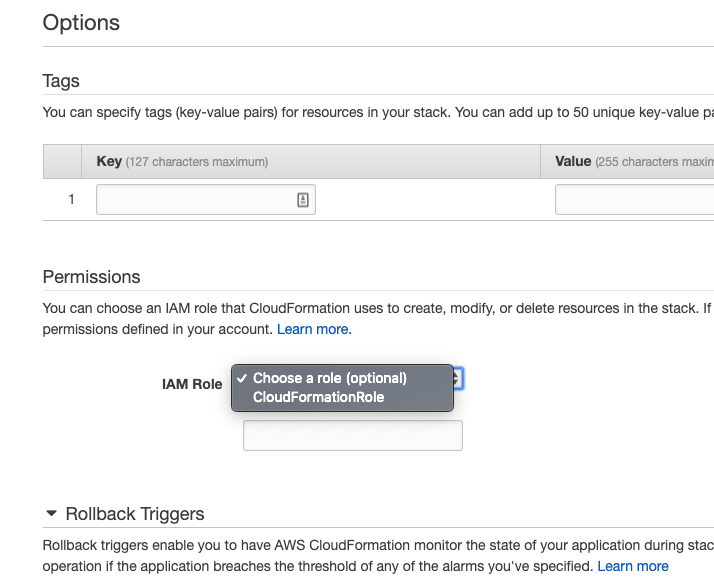 Options
Tags
You can specify tags (key-value pairs) for resources in your stack. You can add up to 50 unique key-value pa
Key (127 characters maximum) Value (255 characters maxim
1
Permissions
You can choose an IAM role that CloudFormation uses to create, modify, or delete resources in the stack. If
permissions defined in your account. Learn more.
IAM Role ✓ Choose a role (optional)
CloudFormationRole
Rollback Triggers
Rollback triggers enable you to have AWS CloudFormation monitor the state of your application during stac
operation if the application breaches the threshold of any of the alarms you've specified. Learn more